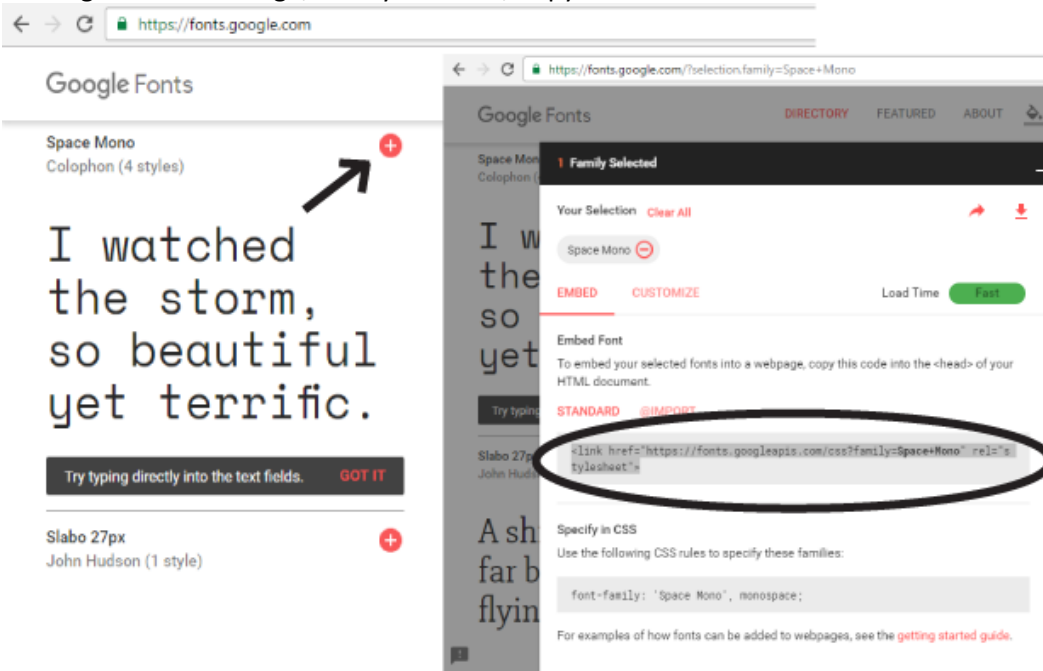 https://fonts.google.com
Google Fonts
Space Mono
Colophon (4 styles)
I watched
the storm,
so beautiful
yet terrific.
Try typing directly into the text fields. GOT IT
Slabo 27px
John Hudson (1 style)
https://fonts.google.com/?selection.family=Space+Mono
Google Fonts DIRECTORY FEATURED ABOUT
Space Mon
Colophon
1 Family Selected
Your Selection Clear All
Space Mono
I w
the
so
yet
EMBED CUSTOMIZE Load Time Fast
Embed Font
To embed your selected fonts into a webpage, copy this code into the <head> of your
HTML document.
Try typing
STANDARD @IMPORT
<link href="https://fonts.googleapis.com/css?family=Space+Mono" rel="s
tylesheet">
Slabo 27p
John Huds
A sh
far b
flyin
Specify in CSS
Use the following CSS rules to specify these families:
font-family: 'Space Mono', monospace;
For examples of how fonts can be added to webpages, see the getting started guide.